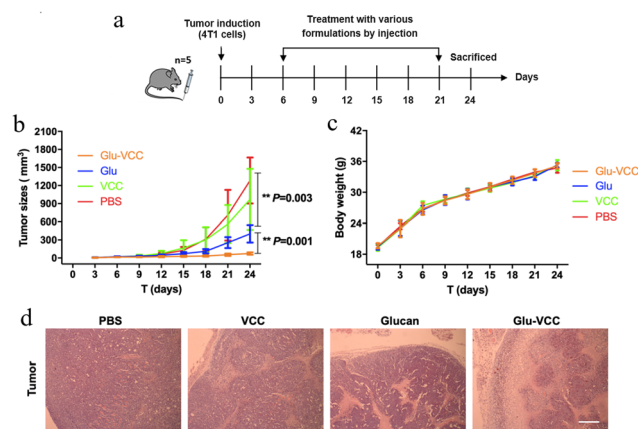 a
Tumor induction
(4T1 cells)
Treatment with various
formulations by injection
Sacrificed
n=5
Days
0 3 6 9 12 15 18 21 24
b
Tumor sizes (mm³)
2100
1800
1500
1200
900
600
300
0
Glu-VCC
Glu
VCC
PBS
** P=0.003
** P=0.001
0 3 6 9 12 15 18 21 24
T (days)
c
Body weight (g)
36
30
24
18
12
6
0
Glu-VCC
Glu
VCC
PBS
0 3 6 9 12 15 18 21 24
T (days)
d
PBS VCC Glucan Glu-VCC
Tumor